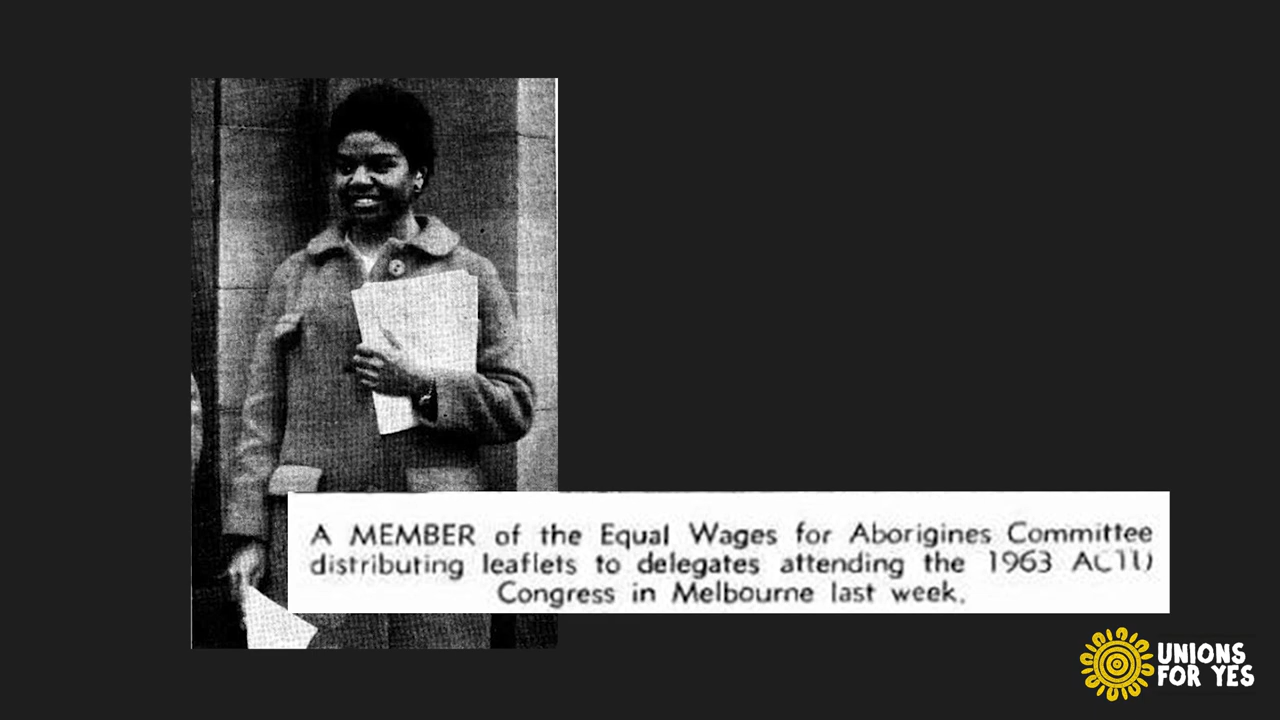 A MEMBER of the Equal Wages for Aborigines Committee
distributing leaflets to delegates attending the 1963 ACTU
Congress in Melbourne last week.
UNIONS
FOR YES